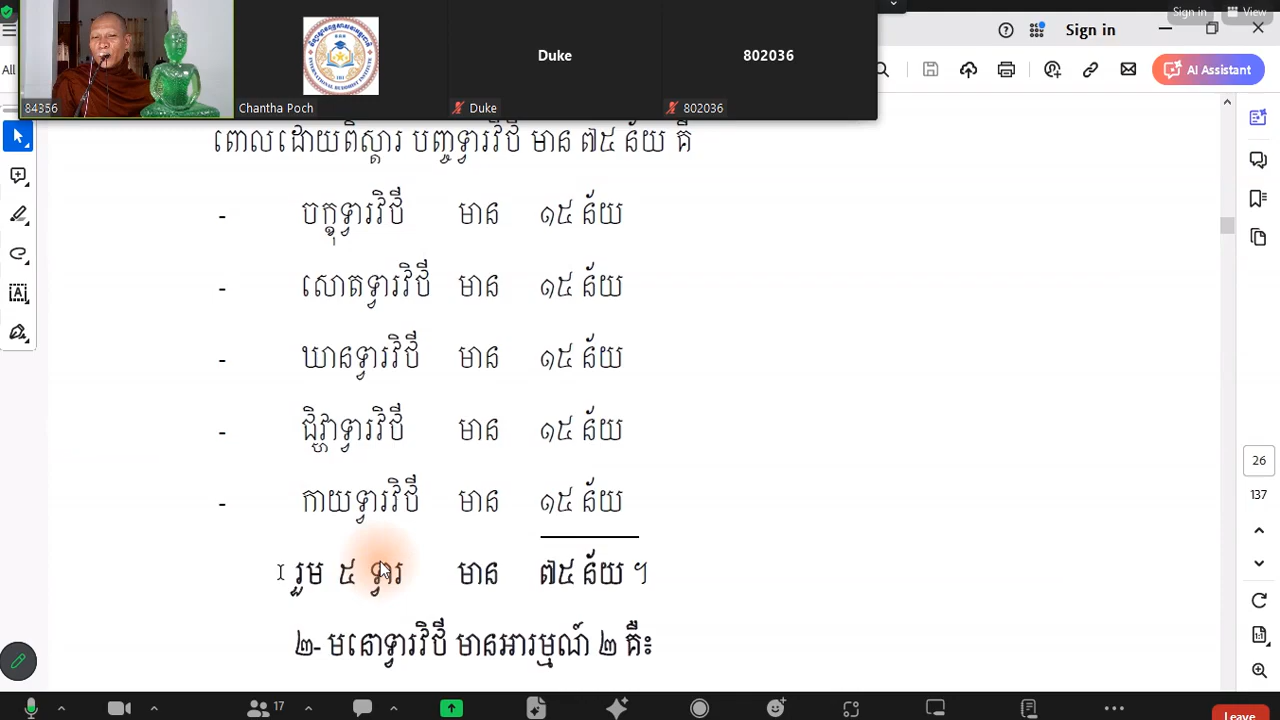 Sign in
View
Sign in
All
AI Assistant
84356
Chantha Poch
Duke
Duke
802036
802036
ពោលដោយពិស្តារ បញ្ចទ្វារវិថី មាន ៧៥ ន័យ គឺ
- ចក្ខុទ្វារវិថី មាន ១៥ ន័យ
- សោតទ្វារវិថី មាន ១៥ ន័យ
- ឃានទ្វារវិថី មាន ១៥ ន័យ
- ជិវ្ហាទ្វារវិថី មាន ១៥ ន័យ
- កាយទ្វារវិថី មាន ១៥ ន័យ
រួម ៥ ទ្វារ មាន ៧៥ ន័យ ។
២- មនោទ្វារវិថី មានអារម្មណ៍ ២ គឺ៖
26
137
17
Leave